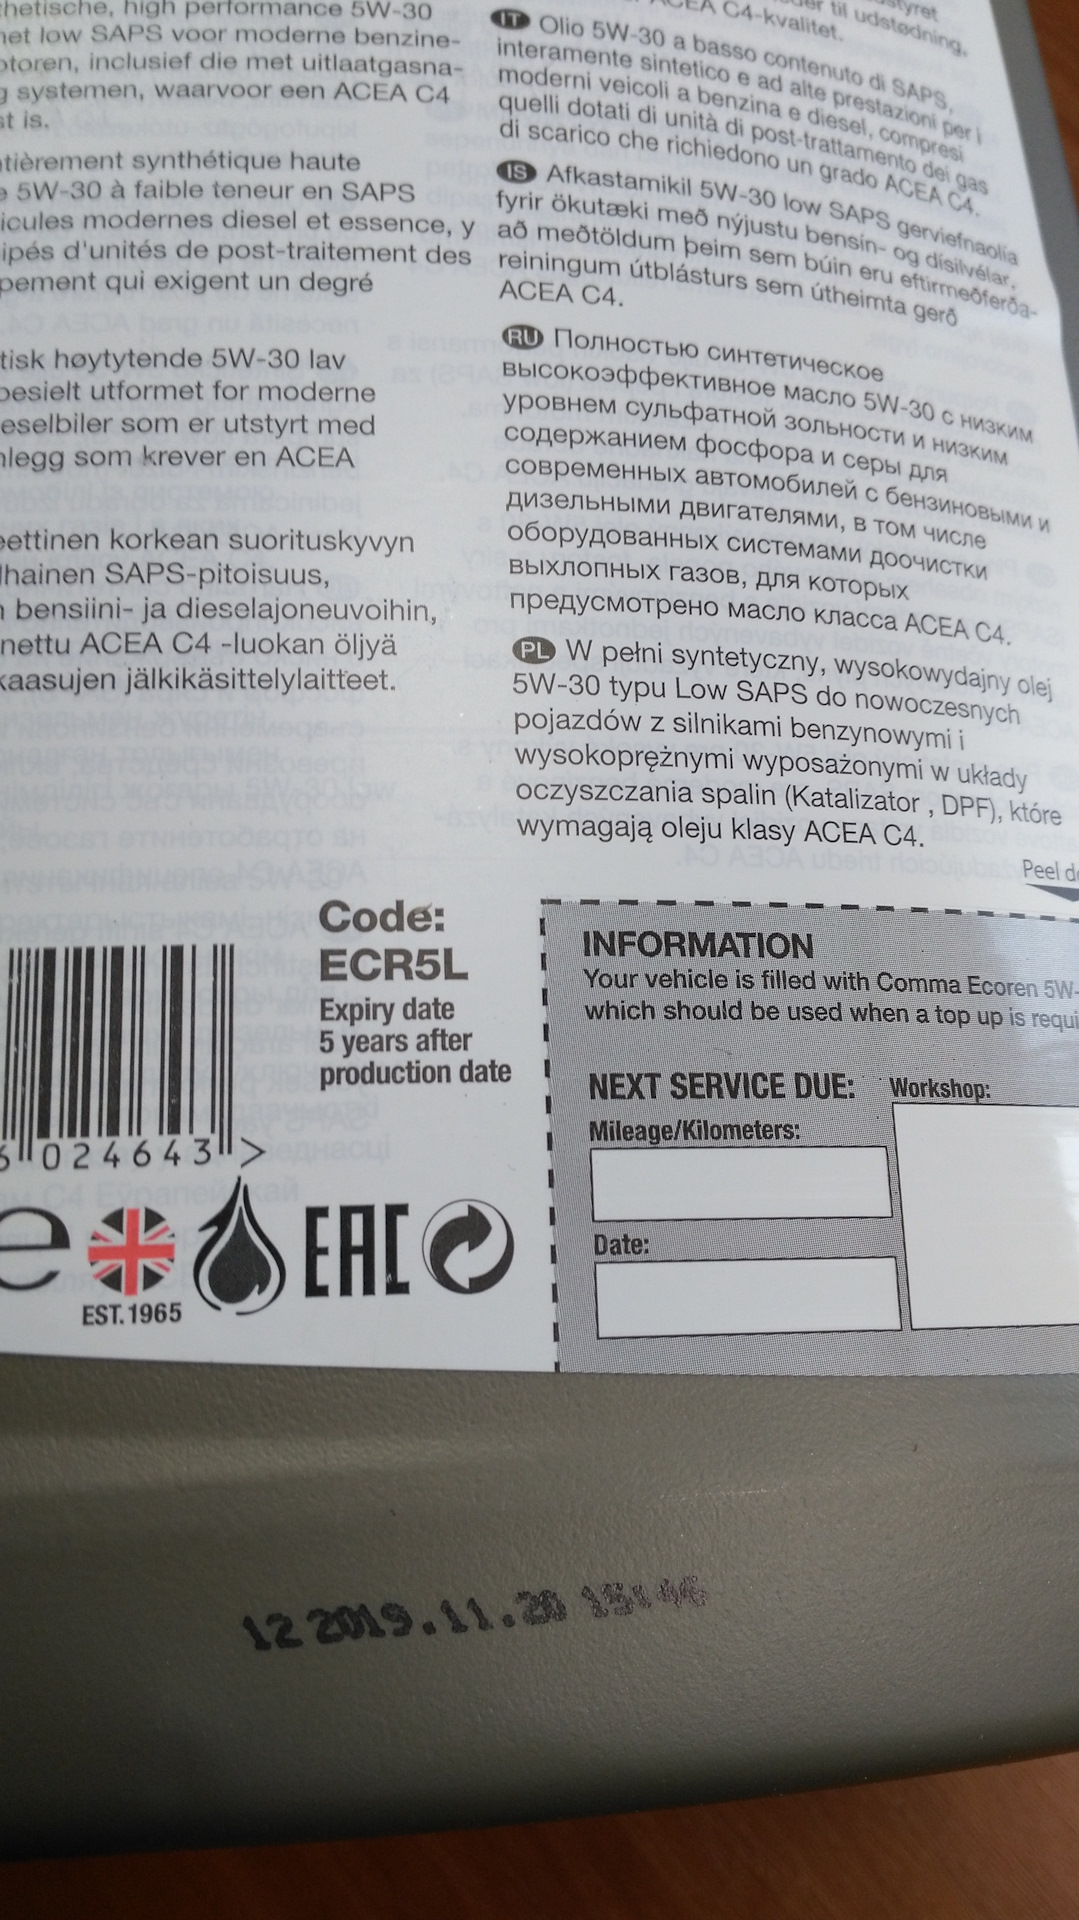 thetische, high performance 5W-30
met low SAPS voor moderne benzine-
otoren, inclusief die met uitlaatgasna-
g systemen, waarvoor een ACEA C4
st is.
tièrement synthétique haute
e 5W-30 à faible teneur en SAPS
icules modernes diesel et essence, y
ipés d'unités de post-traitement des
pement qui exigent un degré
tisk høytytende 5W-30 lav
pesielt utformet for moderne
eselbiler som er utstyrt med
nlegg som krever en ACEA
eettinen korkean suorituskyvyn
lhainen SAPS-pitoisuus,
n bensiini- ja dieselajoneuvoihin,
nettu ACEA C4 -luokan öljyä
kaasujen jälkikäsittelylaitteet.
styret
der til udstødning,
ACEA C4-kvalitet.
IT Olio 5W-30 a basso contenuto di SAPS,
interamente sintetico e ad alte prestazioni per i
moderni veicoli a benzina e diesel, compresi
quelli dotati di unità di post-trattamento dei gas
di scarico che richiedono un grado ACEA C4.
IS Afkastamikil 5W-30 low SAPS gerviefnaolía
fyrir ökutæki með nýjustu bensín- og dísilvélar,
að meðtöldum þeim sem búin eru eftirmeðferða-
reiningum útblásturs sem útheimta gerð
ACEA C4.
RU Полностью синтетическое
высокоэффективное масло 5W-30 с низким
уровнем сульфатной зольности и низким
содержанием фосфора и серы для
современных автомобилей с бензиновыми и
дизельными двигателями, в том числе
оборудованных системами доочистки
выхлопных газов, для которых
предусмотрено масло класса ACEA C4.
PL W pełni syntetyczny, wysokowydajny olej
5W-30 typu Low SAPS do nowoczesnych
pojazdów z silnikami benzynowymi i
wysokoprężnymi wyposażonymi w układy
oczyszczania spalin (Katalizator , DPF), które
wymagają oleju klasy ACEA C4.
Peel d
Code:
ECR5L
Expiry date
5 years after
production date
6 024643 >
e
EST.1965
EAC
INFORMATION
Your vehicle is filled with Comma Ecoren 5W-
which should be used when a top up is requi
NEXT SERVICE DUE:
Workshop:
Mileage/Kilometers:
Date:
12 2019.11.20 15:46